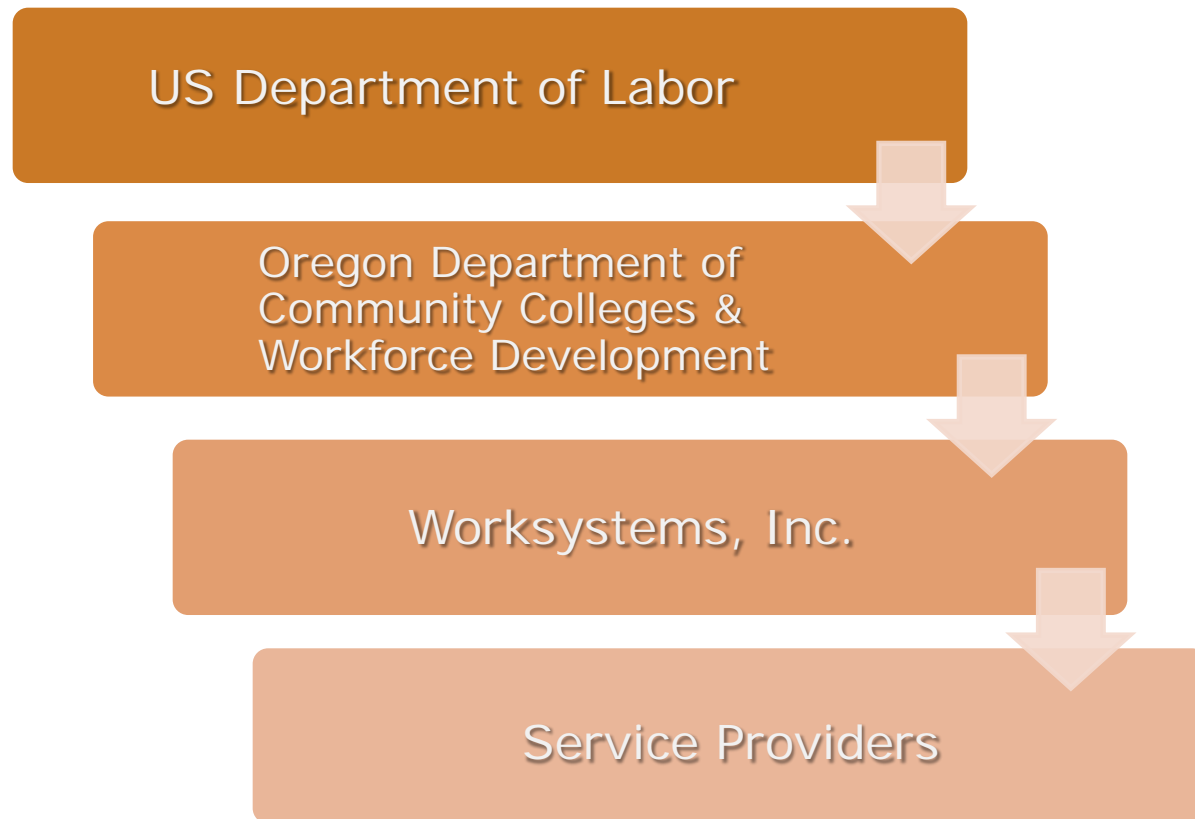 US Department of Labor
Oregon Department of
Community Colleges &
Workforce Development
Worksystems, Inc.
Service Providers